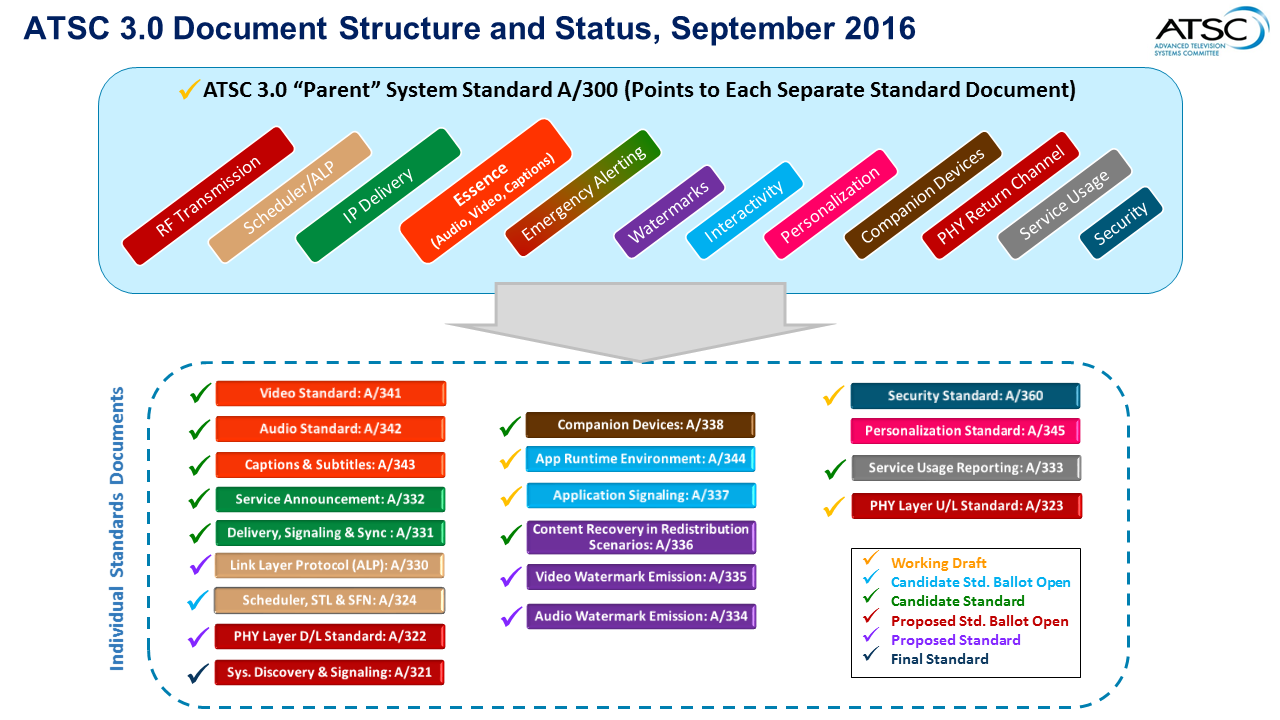 ATSC 3.0 Document Structure and Status, September 2016
ATSC
ADVANCED TELEVISION
SYSTEMS COMMITTEE
ATSC 3.0 “Parent” System Standard A/300 (Points to Each Separate Standard Document)
RF Transmission
Scheduler/ALP
IP Delivery
Essence
(Audio, Video, Captions)
Emergency Alerting
Watermarks
Interactivity
Personalization
Companion Devices
PHY Return Channel
Service Usage
Security
Individual Standards Documents
Video Standard: A/341
Audio Standard: A/342
Captions & Subtitles: A/343
Service Announcement: A/332
Delivery, Signaling & Sync : A/331
Link Layer Protocol (ALP): A/330
Scheduler, STL & SFN: A/324
PHY Layer D/L Standard: A/322
Sys. Discovery & Signaling: A/321
Companion Devices: A/338
App Runtime Environment: A/344
Application Signaling: A/337
Content Recovery in Redistribution
Scenarios: A/336
Video Watermark Emission: A/335
Audio Watermark Emission: A/334
Security Standard: A/360
Personalization Standard: A/345
Service Usage Reporting: A/333
PHY Layer U/L Standard: A/323
Working Draft
Candidate Std. Ballot Open
Candidate Standard
Proposed Std. Ballot Open
Proposed Standard
Final Standard